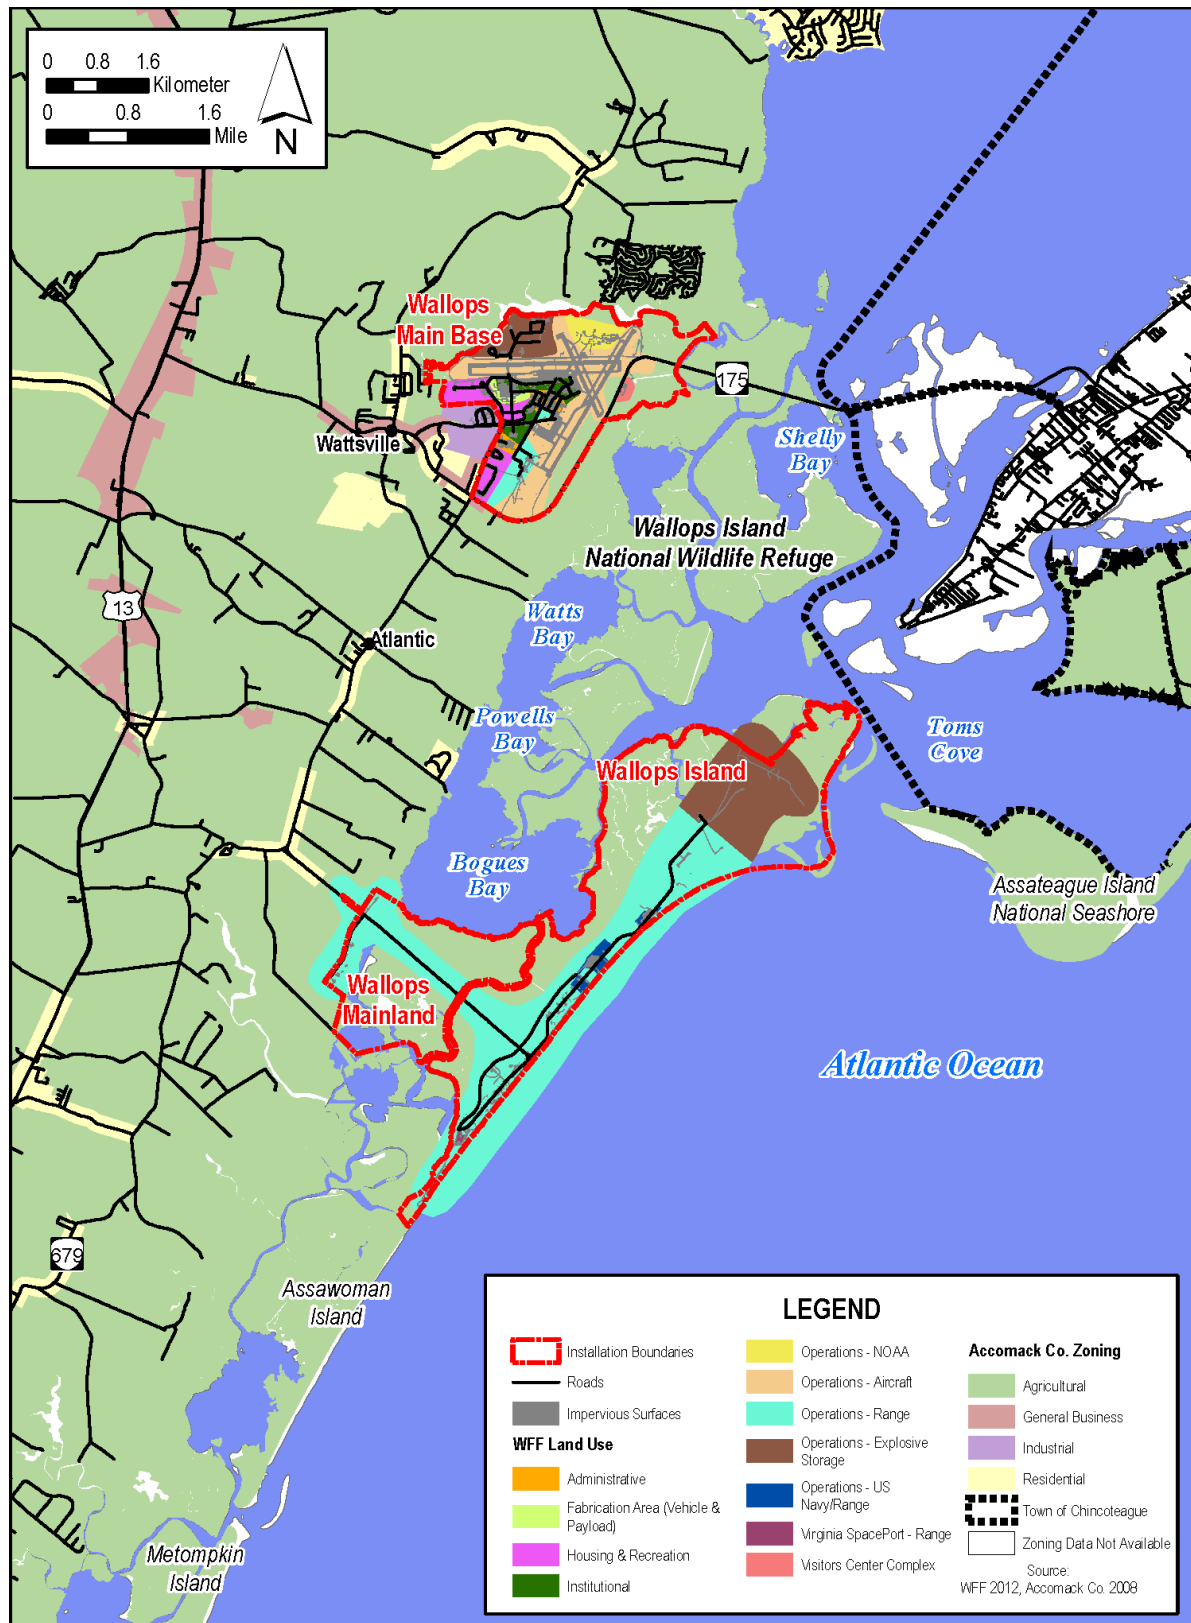 0 0.8 1.6
Kilometer
0 0.8 1.6
Mile
N
Wallops
Main Base
175
Wattsville
Shelly
Bay
Wallops Island
National Wildlife Refuge
13
Watts
Bay
Atlantic
Powells
Bay
Toms
Cove
Wallops Island
Bogues
Bay
Assateague Island
National Seashore
Wallops
Mainland
Atlantic Ocean
679
Assawoman
Island
Metompkin
Island
LEGEND
Installation Boundaries
Roads
Impervious Surfaces
WFF Land Use
Administrative
Fabrication Area (Vehicle &
Payload)
Housing & Recreation
Institutional
Operations - NOAA
Operations - Aircraft
Operations - Range
Operations - Explosive
Storage
Operations - US
Navy/Range
Virginia SpacePort - Range
Visitors Center Complex
Accomack Co. Zoning
Agricultural
General Business
Industrial
Residential
Town of Chincoteague
Zoning Data Not Available
Source:
WFF 2012, Accomack Co. 2008